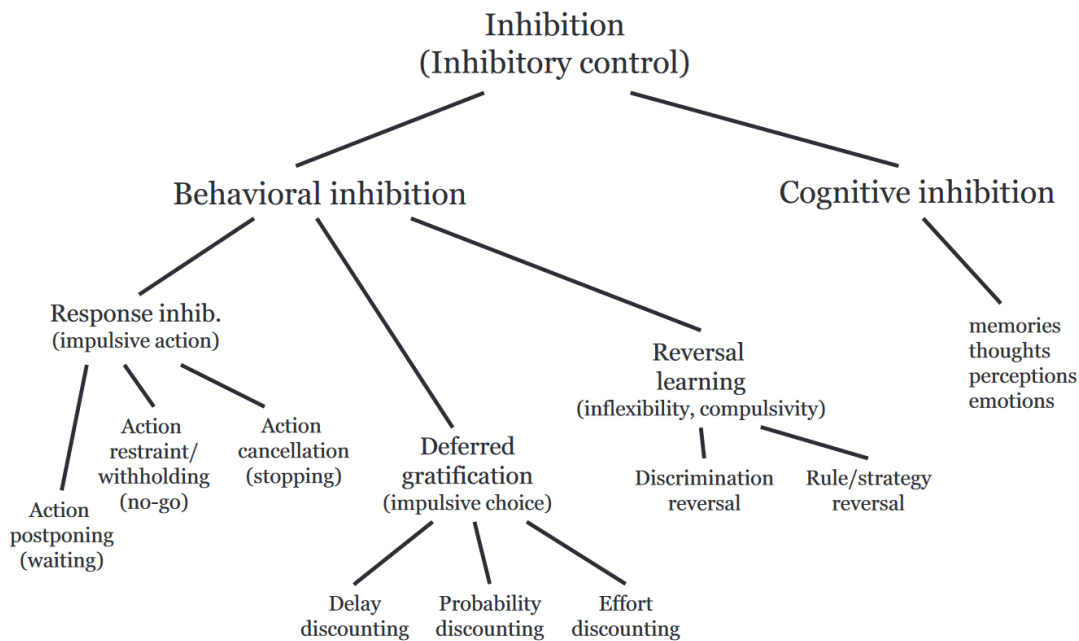 Inhibition
(Inhibitory control)
Behavioral inhibition
Cognitive inhibition
Response inhib.
(impulsive action)
Action
postponing
(waiting)
Action
restraint/
withholding
(no-go)
Action
cancellation
(stopping)
Deferred
gratification
(impulsive choice)
Delay
discounting
Probability
discounting
Effort
discounting
Reversal
learning
(inflexibility, compulsivity)
Discrimination
reversal
Rule/strategy
reversal
memories
thoughts
perceptions
emotions